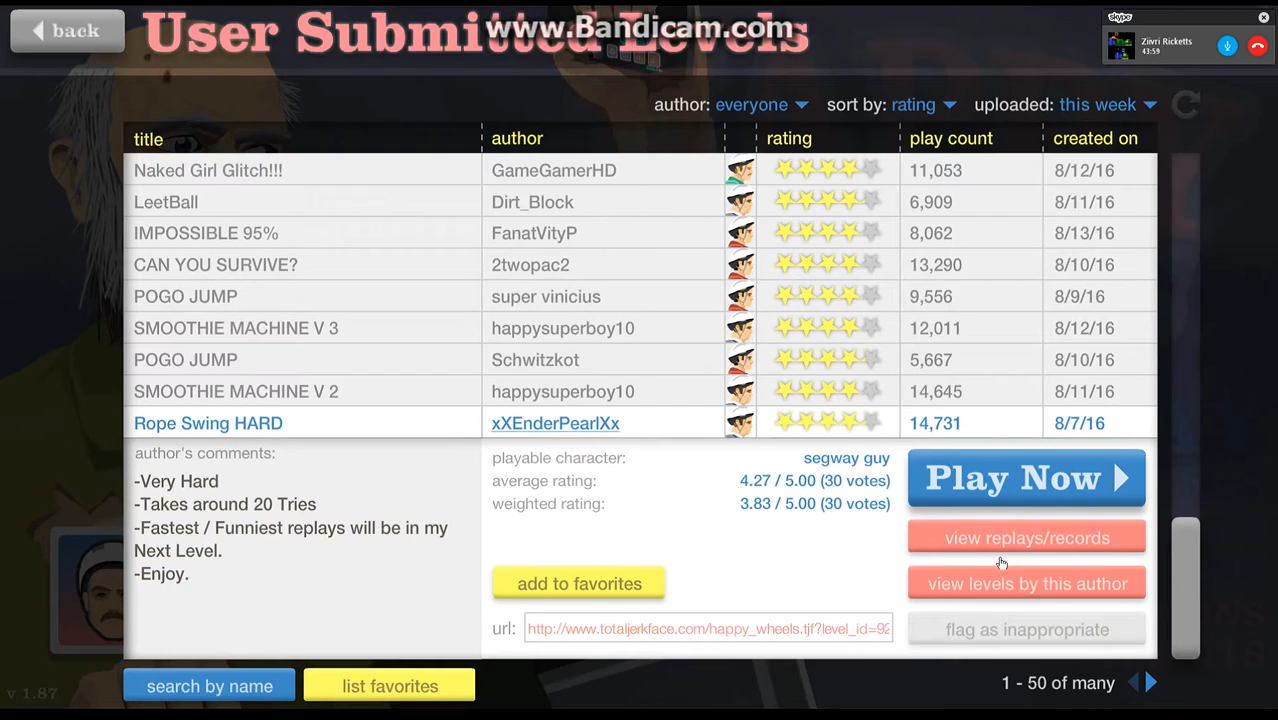 back
User Submitted Levels
www.Bandicam.com
skype
Ziivri Ricketts
43:59
author: everyone sort by: rating uploaded: this week
title author rating play count created on
Naked Girl Glitch!!! GameGamerHD 11,053 8/12/16
LeetBall Dirt_Block 6,909 8/11/16
IMPOSSIBLE 95% FanatVityP 8,062 8/13/16
CAN YOU SURVIVE? 2twopac2 13,290 8/10/16
POGO JUMP super vinicius 9,556 8/9/16
SMOOTHIE MACHINE V 3 happysuperboy10 12,011 8/12/16
POGO JUMP Schwitzkot 5,667 8/10/16
SMOOTHIE MACHINE V 2 happysuperboy10 14,645 8/11/16
Rope Swing HARD xXEnderPearlXx 14,731 8/7/16
author's comments:
-Very Hard
-Takes around 20 Tries
-Fastest / Funniest replays will be in my
Next Level.
-Enjoy.
playable character: segway guy
average rating: 4.27 / 5.00 (30 votes)
weighted rating: 3.83 / 5.00 (30 votes)
add to favorites
url: http://www.totaljerkface.com/happy_wheels.tjf?level_id=92
Play Now
view replays/records
view levels by this author
flag as inappropriate
search by name list favorites 1 - 50 of many
v 1.87